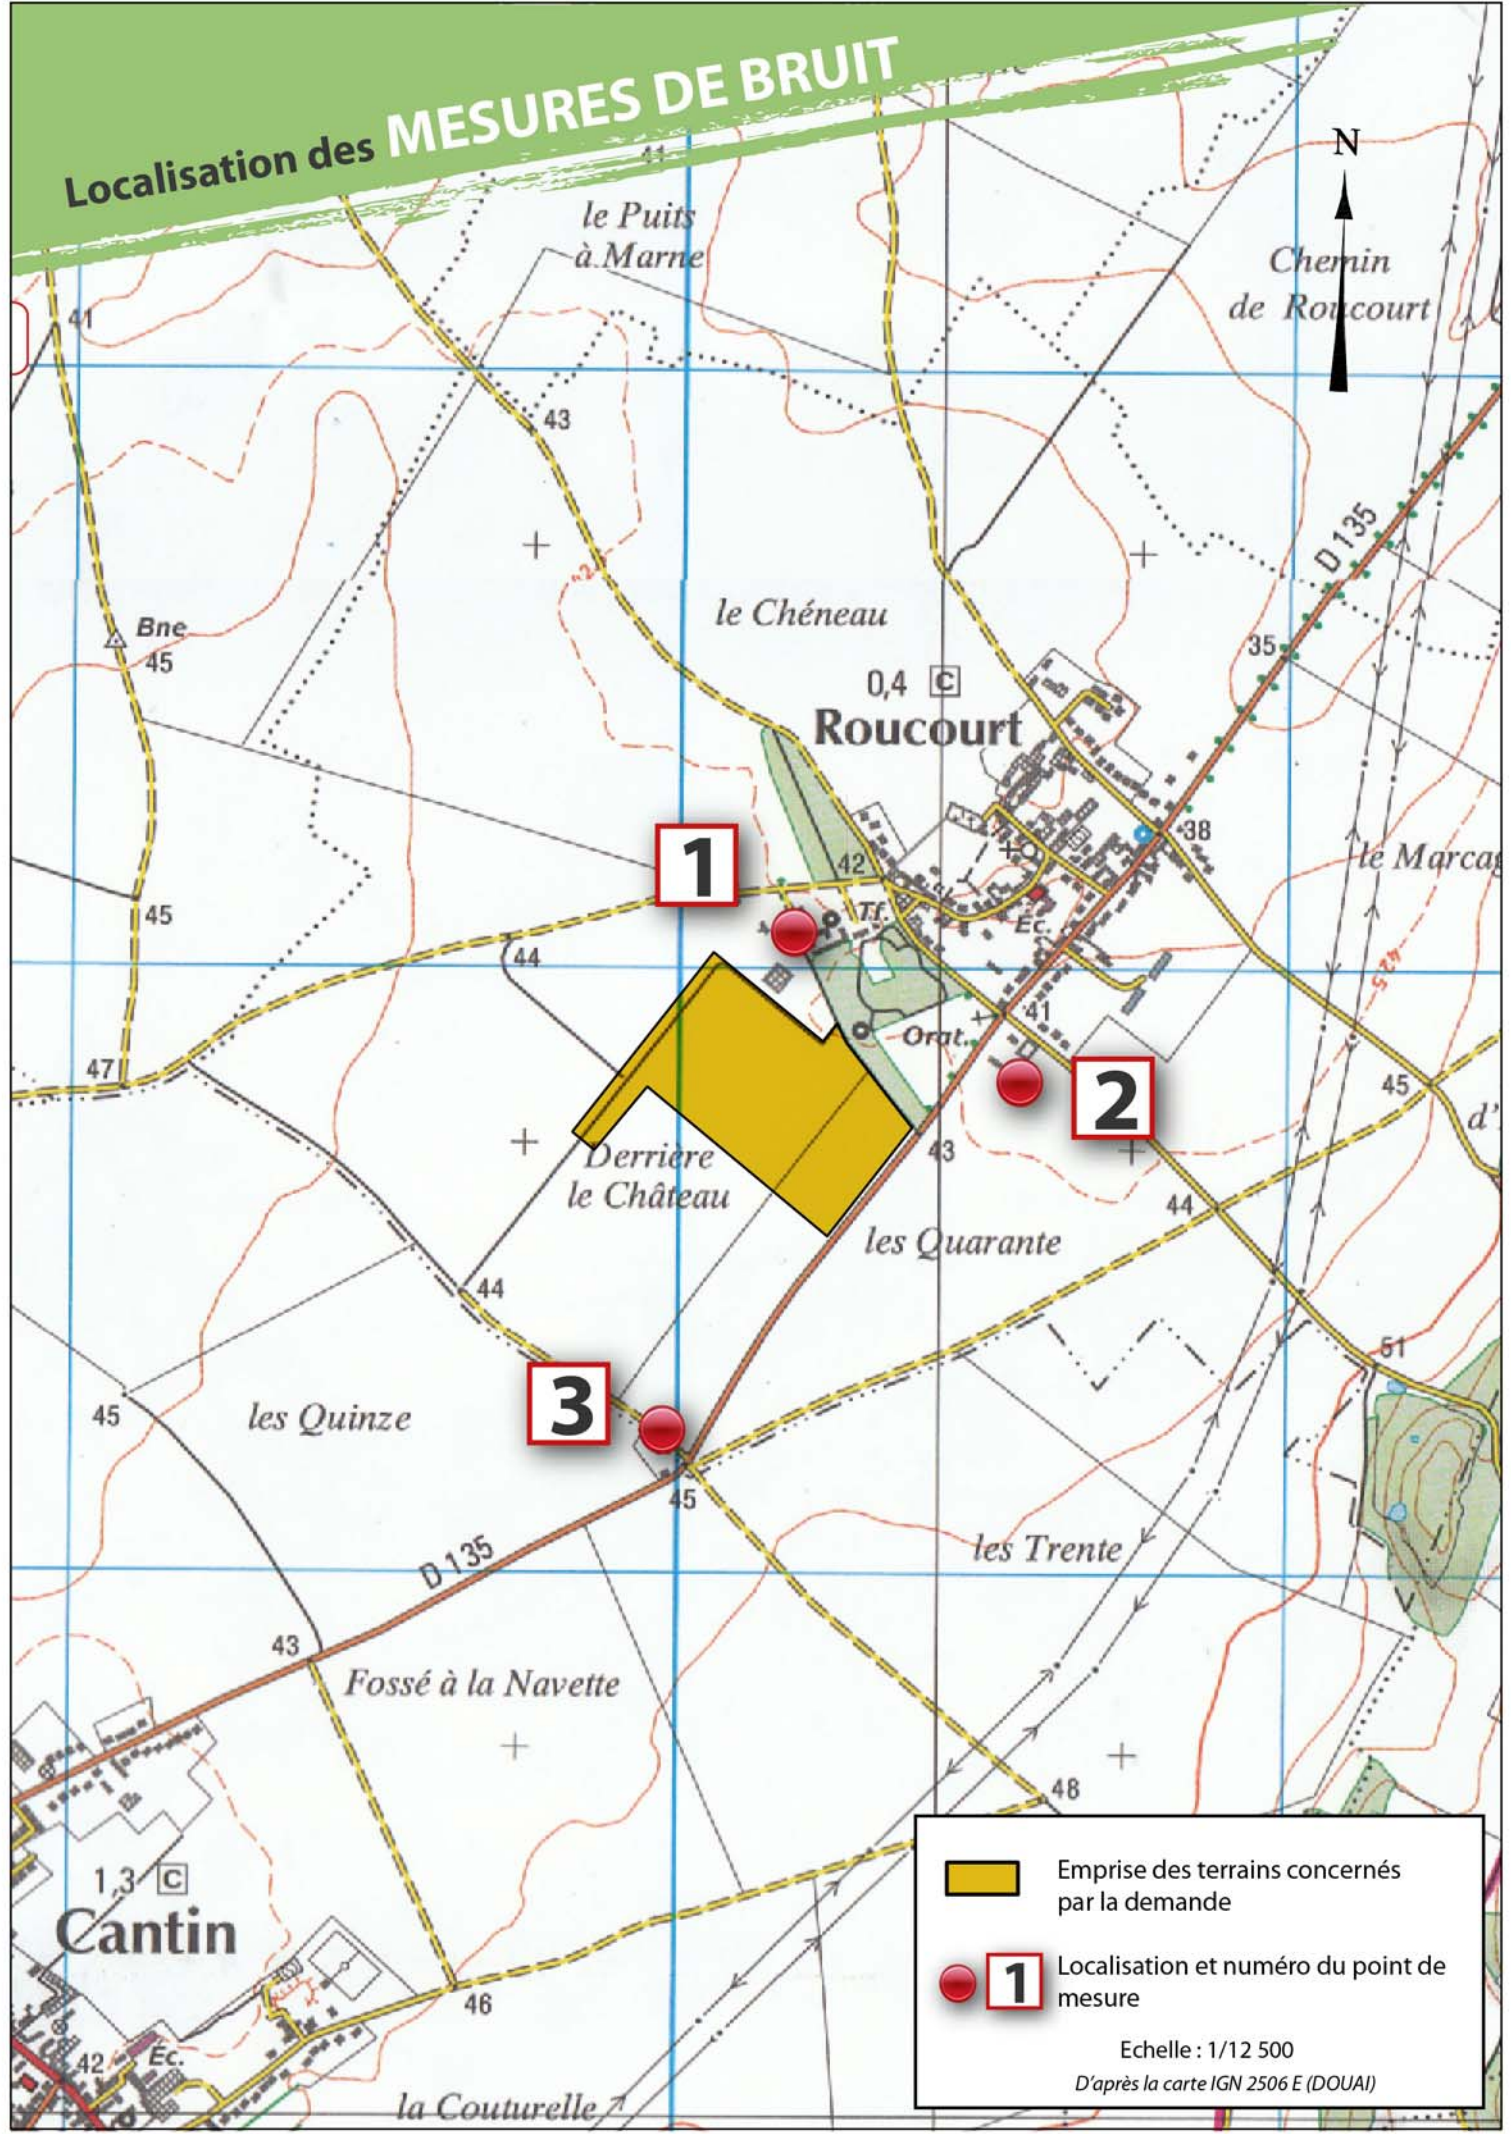 Localisation des MESURES DE BRUIT
N
le Puits
à Marne
Chemin
de Roucourt
41
43
D 135
Bne
45
le Chéneau
35
0,4 C
Roucourt
38
1
42
le Marca
Tf.
Ec.
45
44
425
41
Orat.
47
45
2
d'
Derrière
le Château
43
44
les Quarante
44
51
3
45
les Quinze
45
les Trente
D 135
43
Fossé à la Navette
48
1,3 C
Cantin
46
42
Éc.
la Couturelle
Emprise des terrains concernés
par la demande
1
Localisation et numéro du point de
mesure
Echelle : 1/12 500
D'après la carte IGN 2506 E (DOUAI)